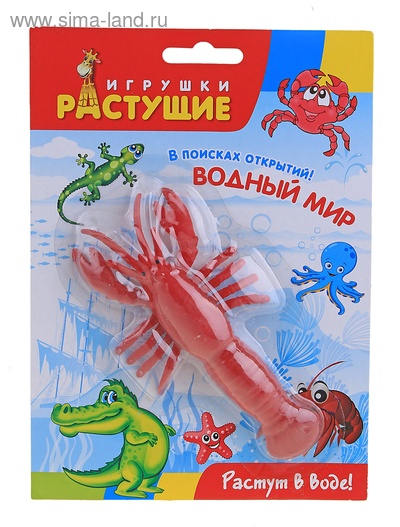 © www.sima-land.ru
ИГРУШКИ
РАСТУЩИЕ
В ПОИСКАХ ОТКРЫТИЙ!
ВОДНЫЙ МИР
Растут в воде!